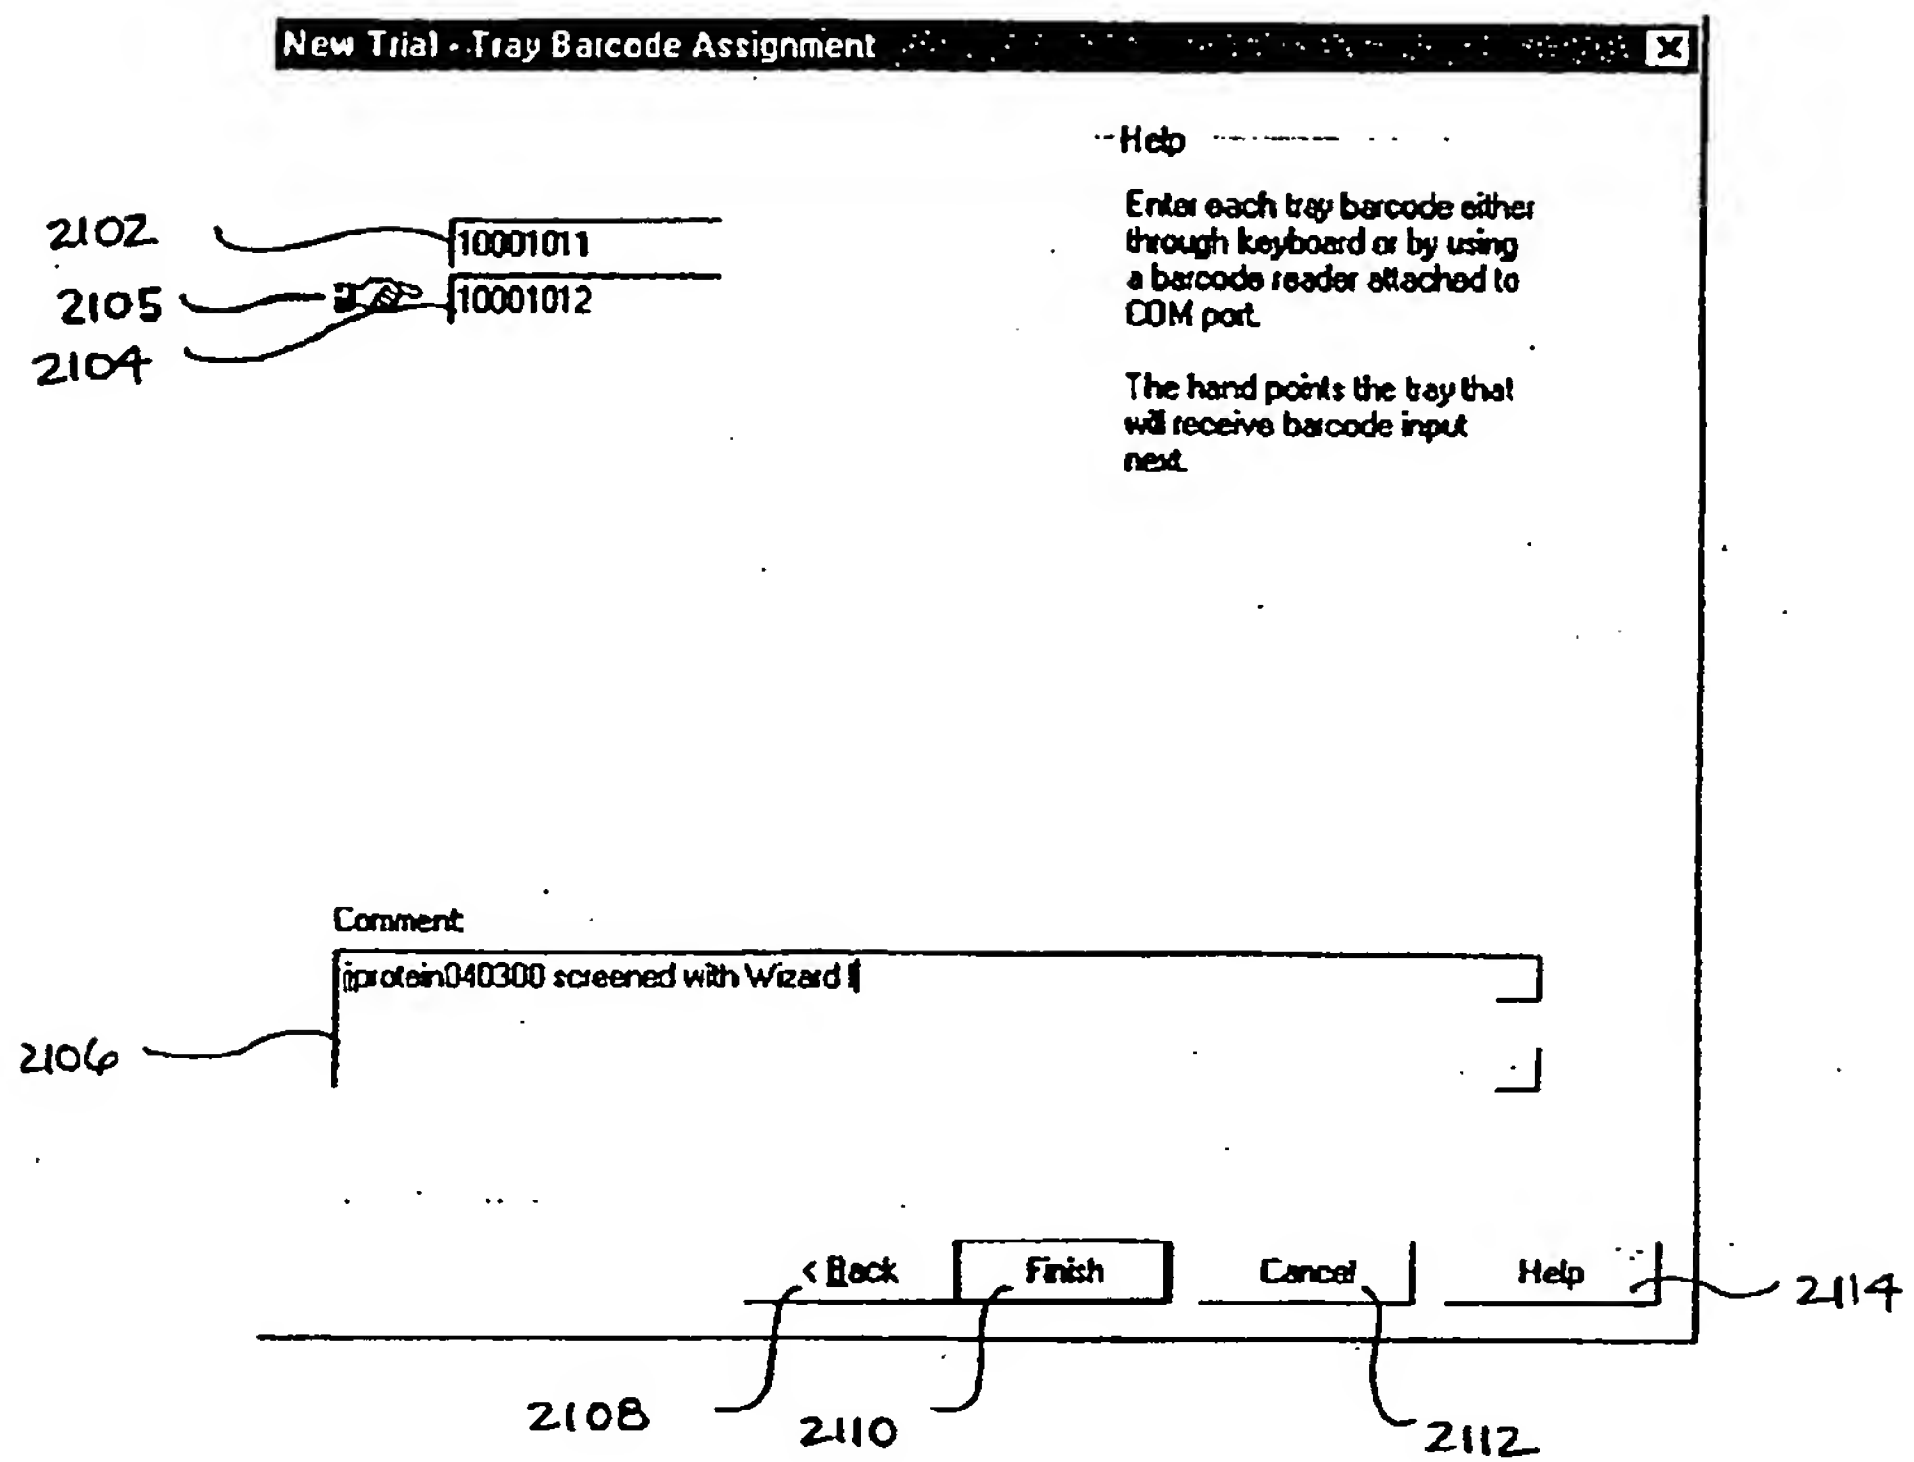 New Trial - Tray Barcode Assignment
Help
Enter each tray barcode either
through keyboard or by using
a barcode reader attached to
COM port.
The hand points the tray that
will receive barcode input
next.
2102
10001011
2105
10001012
2104
Comment:
protein040300 screened with Wizard I
2106
< Back
Finish
Cancel
Help
2114
2108
2110
2112